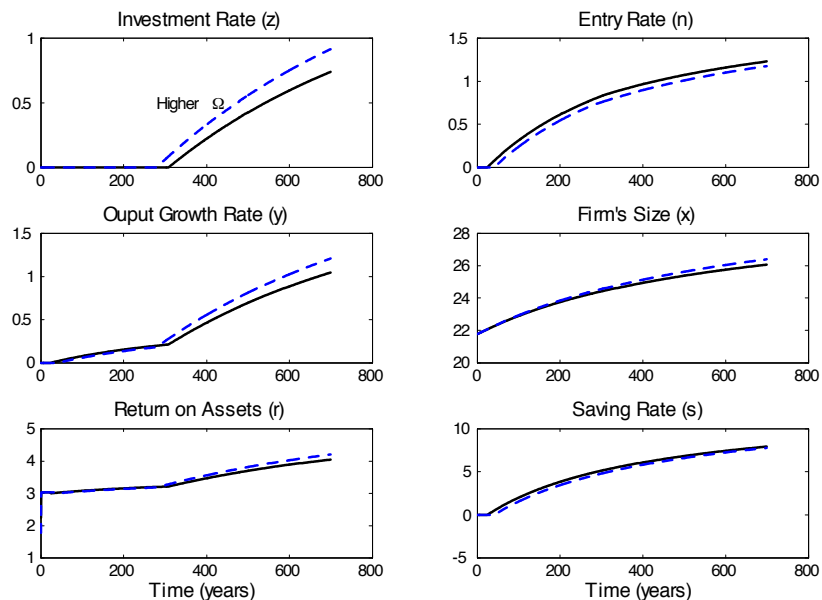 Investment Rate (z)
1
0.5
0
0 200 400 600 800
Higher Ω
Entry Rate (n)
1.5
1
0.5
0
0 200 400 600 800
Ouput Growth Rate (y)
1.5
1
0.5
0
0 200 400 600 800
Firm's Size (x)
28
26
24
22
20
0 200 400 600 800
Return on Assets (r)
5
4
3
2
1
0 200 400 600 800
Time (years)
Saving Rate (s)
10
5
0
-5
0 200 400 600 800
Time (years)